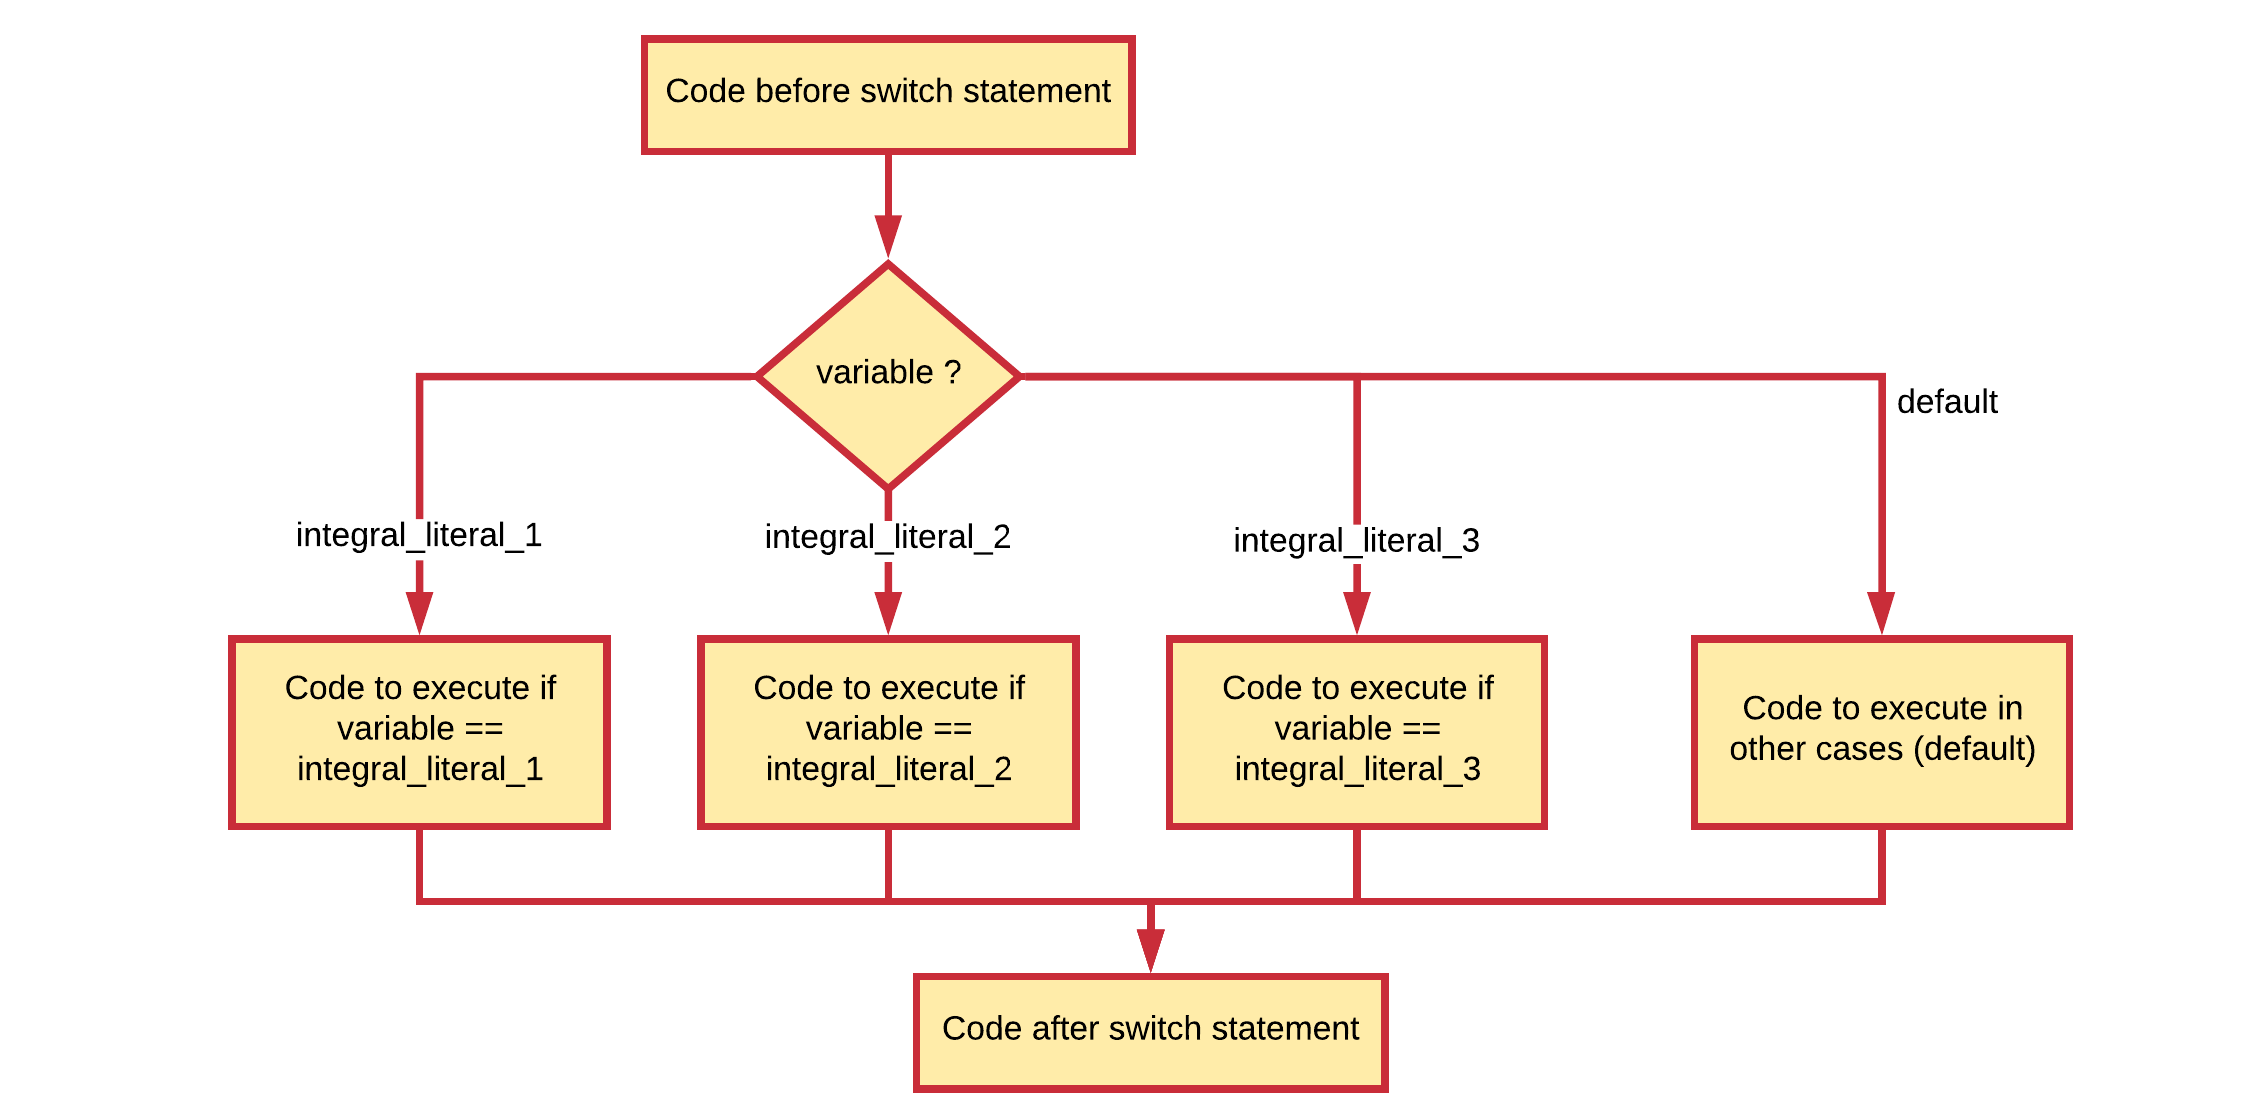 Code before switch statement
variable ?
default
integral_literal_1
integral_literal_2
integral_literal_3
Code to execute if
variable ==
integral_literal_1
Code to execute if
variable ==
integral_literal_2
Code to execute if
variable ==
integral_literal_3
Code to execute in
other cases (default)
Code after switch statement